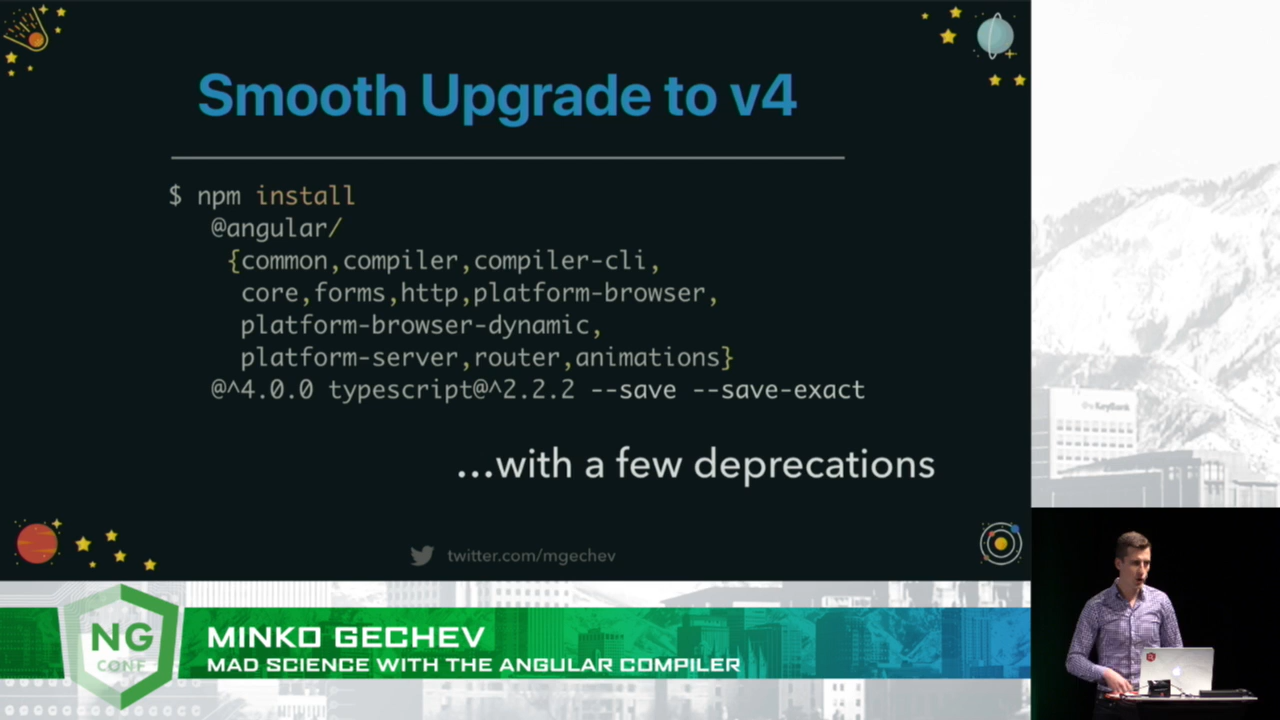 Smooth Upgrade to v4
$ npm install
@angular/
{common,compiler,compiler-cli,
core,forms,http,platform-browser,
platform-browser-dynamic,
platform-server,router,animations}
@^4.0.0 typescript@^2.2.2 --save --save-exact
...with a few deprecations
twitter.com/mgechev
KeyBank
NG
CONF
MINKO GECHEV
MAD SCIENCE WITH THE ANGULAR COMPILER